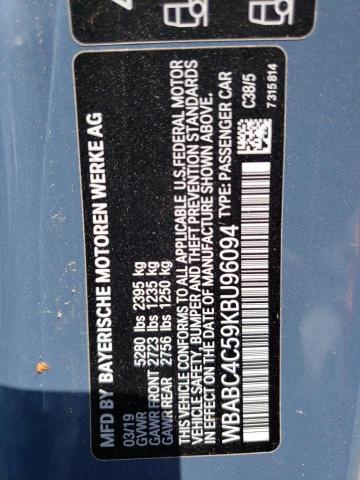 MFD BY BAYERISCHE MOTOREN WERKE AG
03/19
GVWR 5280 lbs 2395 kg
GAWR FRONT 2723 lbs 1235 kg
GAWR REAR 2756 lbs 1250 kg
THIS VEHICLE CONFORMS TO ALL APPLICABLE U.S.FEDERAL MOTOR
VEHICLE SAFETY, BUMPER AND THEFT PREVENTION STANDARDS
IN EFFECT ON THE DATE OF MANUFACTURE SHOWN ABOVE.
WBABC4C59KBU96094 TYPE: PASSENGER CAR
C38/5
7 315 814